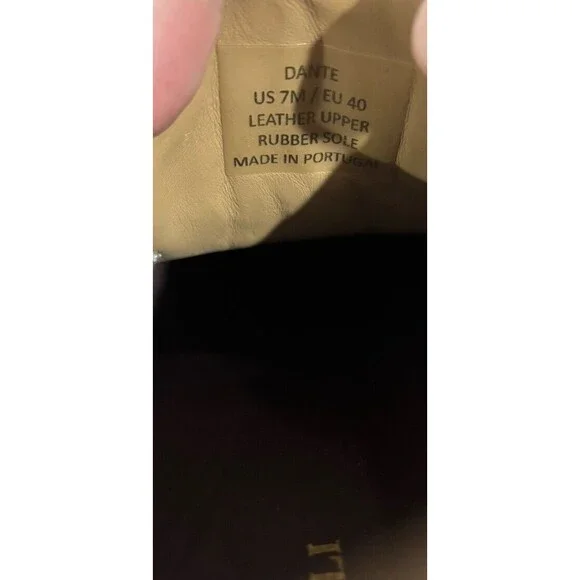 DANTE
US 7M / EU 40
LEATHER UPPER
RUBBER SOLE
MADE IN PORTUGAL